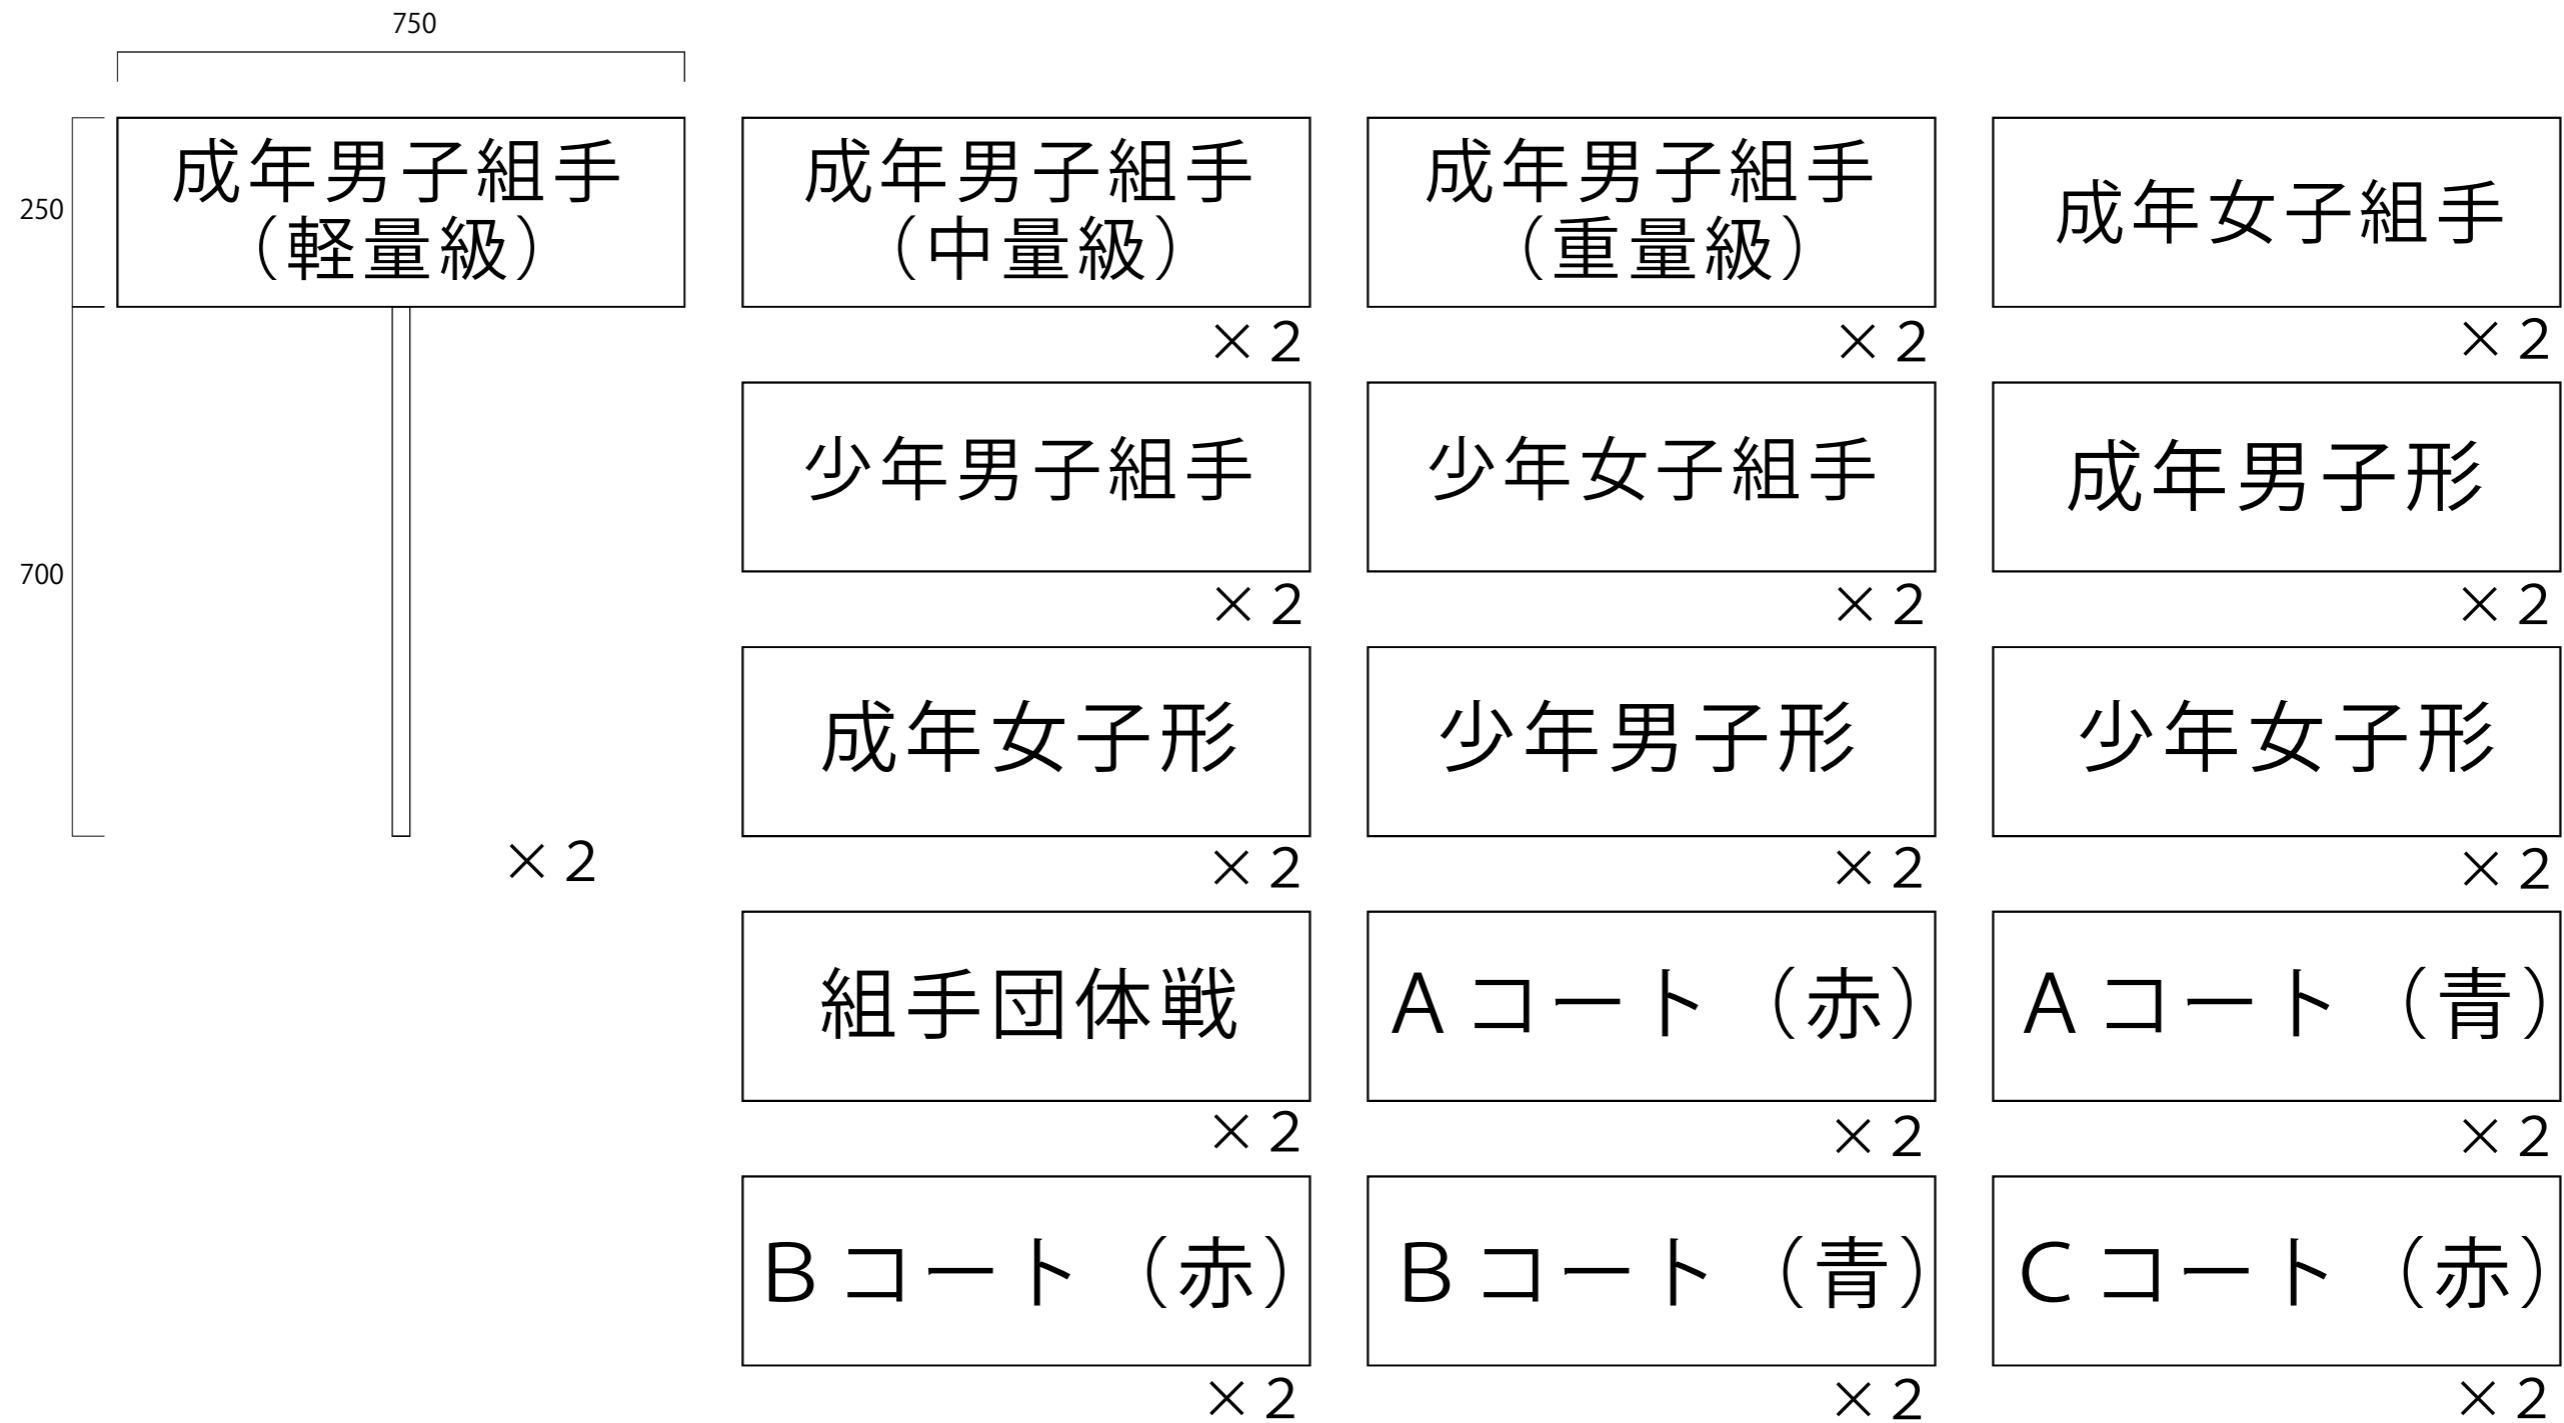 750
250
700
成年男子組手
（軽量級）
×２
成年男子組手
（中量級）
×２
成年男子組手
（重量級）
×２
成年女子組手
×２
少年男子組手
×２
少年女子組手
×２
成年男子形
×２
成年女子形
×２
少年男子形
×２
少年女子形
×２
組手団体戦
×２
Ａコート（赤）
×２
Ａコート（青）
×２
Ｂコート（赤）
×２
Ｂコート（青）
×２
Ｃコート（赤）
×２